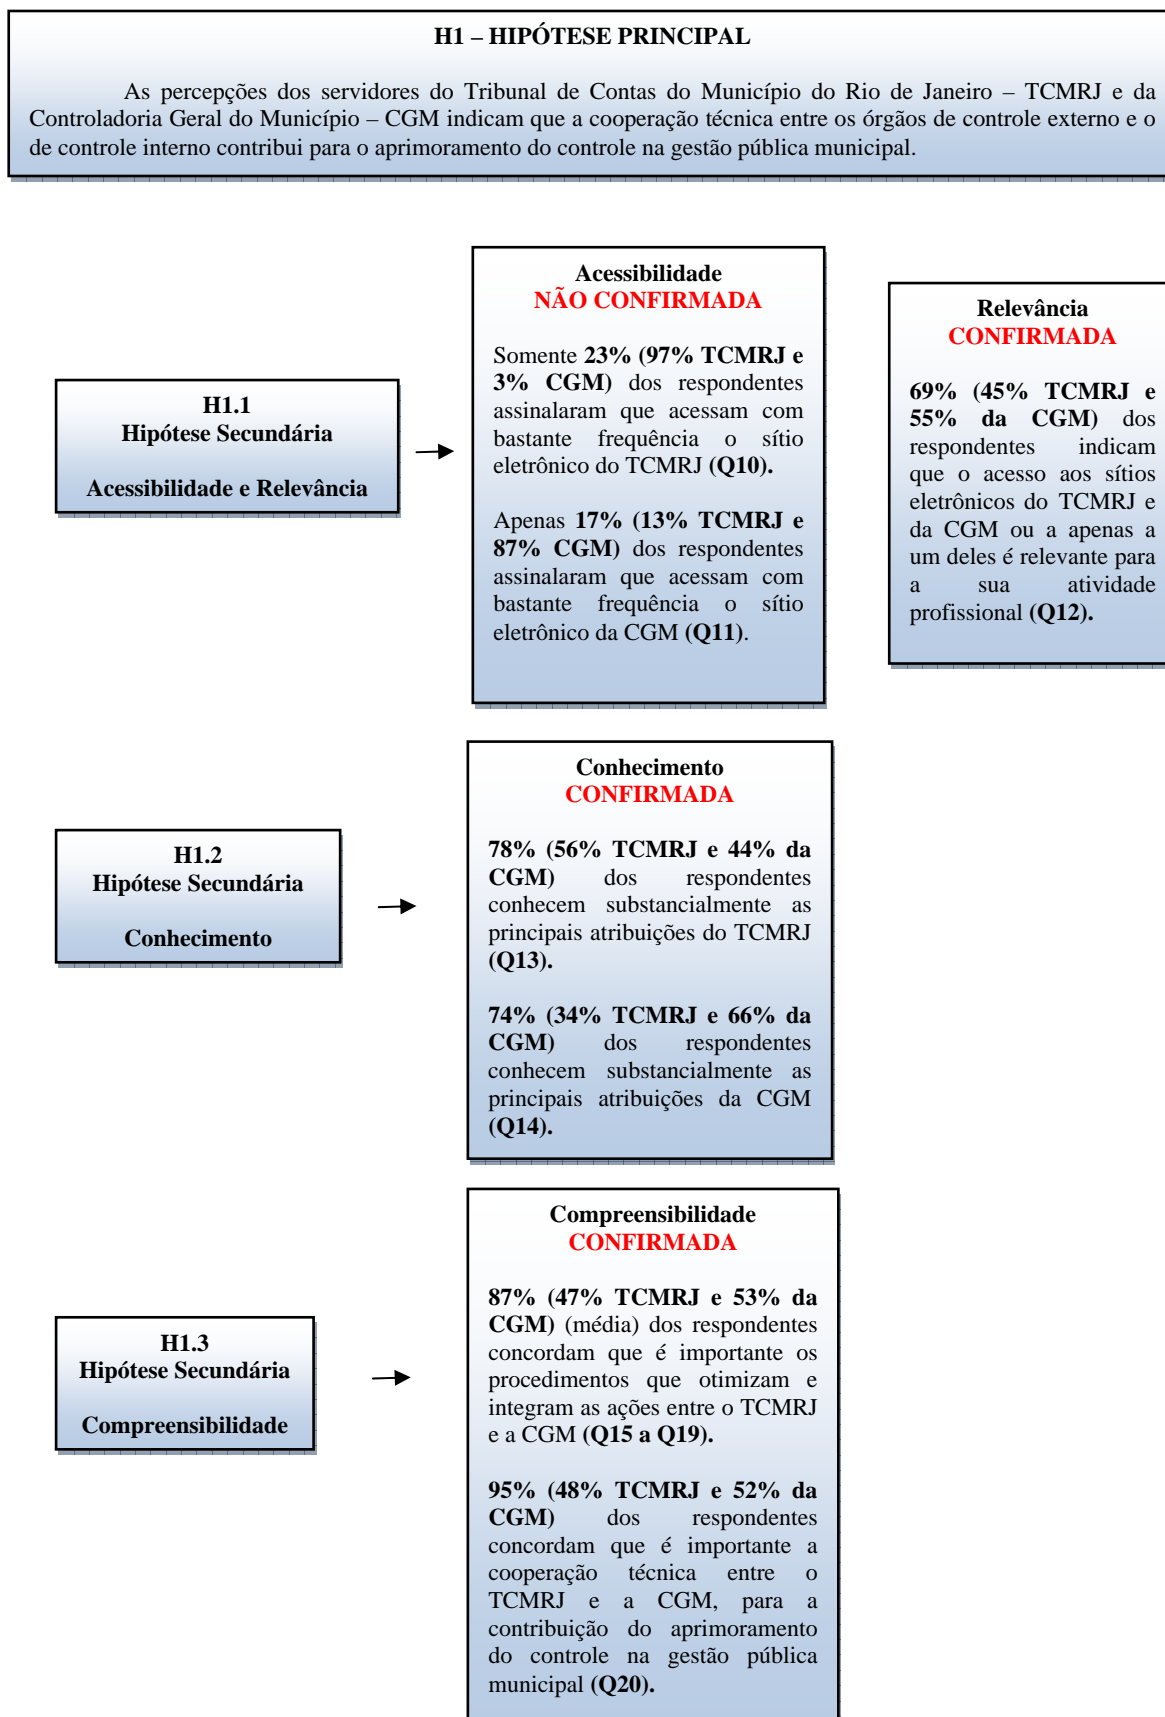 H1 – HIPÓTESE PRINCIPAL
As percepções dos servidores do Tribunal de Contas do Município do Rio de Janeiro – TCMRJ e da
Controladoria Geral do Município – CGM indicam que a cooperação técnica entre os órgãos de controle externo e o
de controle interno contribui para o aprimoramento do controle na gestão pública municipal.
H1.1
Hipótese Secundária
Acessibilidade e Relevância
Acessibilidade
NÃO CONFIRMADA
Somente 23% (97% TCMRJ e
3% CGM) dos respondentes
assinalaram que acessam com
bastante frequência o sítio
eletrônico do TCMRJ (Q10).
Apenas 17% (13% TCMRJ e
87% CGM) dos respondentes
assinalaram que acessam com
bastante frequência o sítio
eletrônico da CGM (Q11).
Relevância
CONFIRMADA
69% (45% TCMRJ e
55% da CGM) dos
respondentes indicam
que o acesso aos sítios
eletrônicos do TCMRJ e
da CGM ou a apenas a
um deles é relevante para
a sua atividade
profissional (Q12).
H1.2
Hipótese Secundária
Conhecimento
Conhecimento
CONFIRMADA
78% (56% TCMRJ e 44% da
CGM) dos respondentes
conhecem substancialmente as
principais atribuições do TCMRJ
(Q13).
74% (34% TCMRJ e 66% da
CGM) dos respondentes
conhecem substancialmente as
principais atribuições da CGM
(Q14).
H1.3
Hipótese Secundária
Compreensibilidade
Compreensibilidade
CONFIRMADA
87% (47% TCMRJ e 53% da
CGM) (média) dos respondentes
concordam que é importante os
procedimentos que otimizam e
integram as ações entre o TCMRJ
e a CGM (Q15 a Q19).
95% (48% TCMRJ e 52% da
CGM) dos respondentes
concordam que é importante a
cooperação técnica entre o
TCMRJ e a CGM, para a
contribuição do aprimoramento
do controle na gestão pública
municipal (Q20).